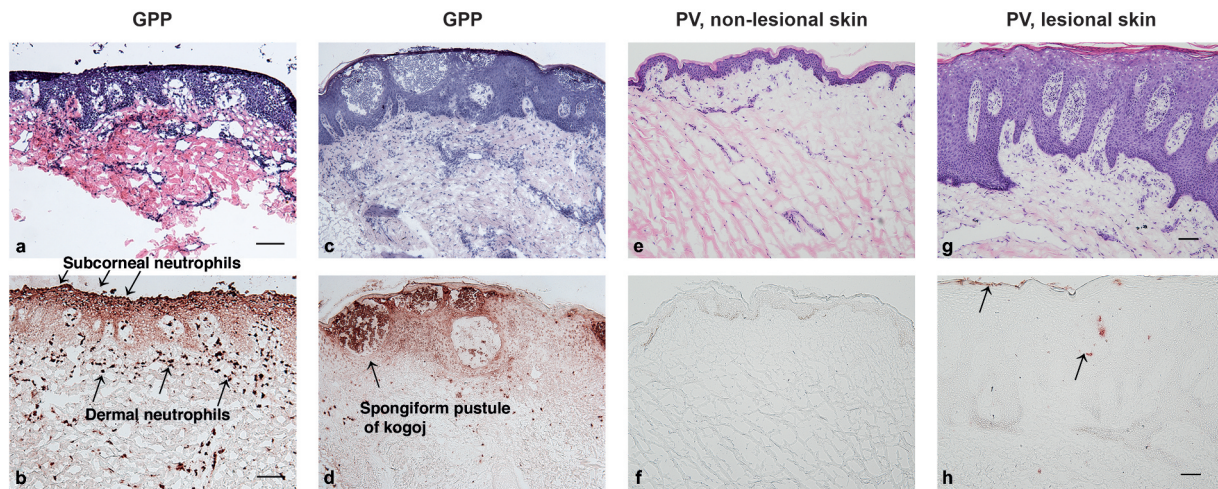 GPP
GPP
PV, non-lesional skin
PV, lesional skin
a
c
e
g
Subcorneal neutrophils
Dermal neutrophils
b
Spongiform pustule
of kogoj
d
f
h